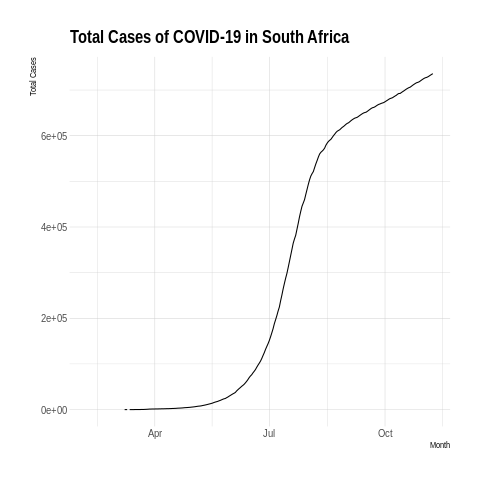 Total Cases of COVID-19 in South Africa
Total Cases
6e+05
4e+05
2e+05
0e+00
Apr Jul Oct
Month